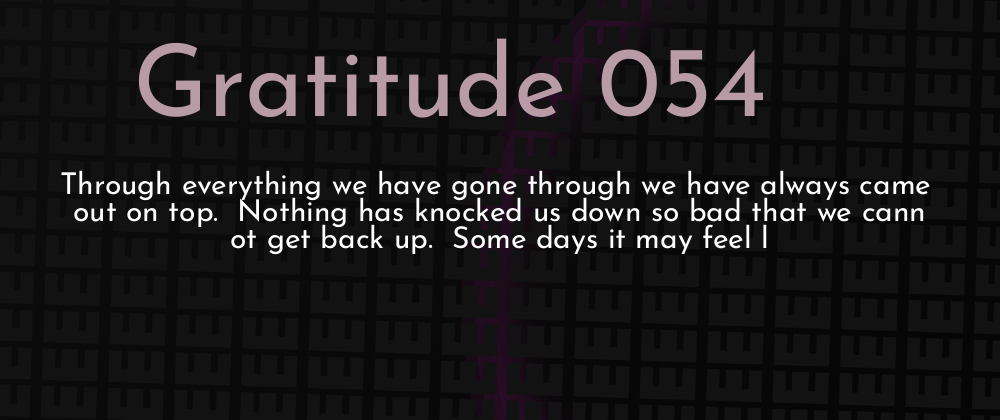 Gratitude 054
Through everything we have gone through we have always came
out on top.  Nothing has knocked us down so bad that we cann
ot get back up.  Some days it may feel l